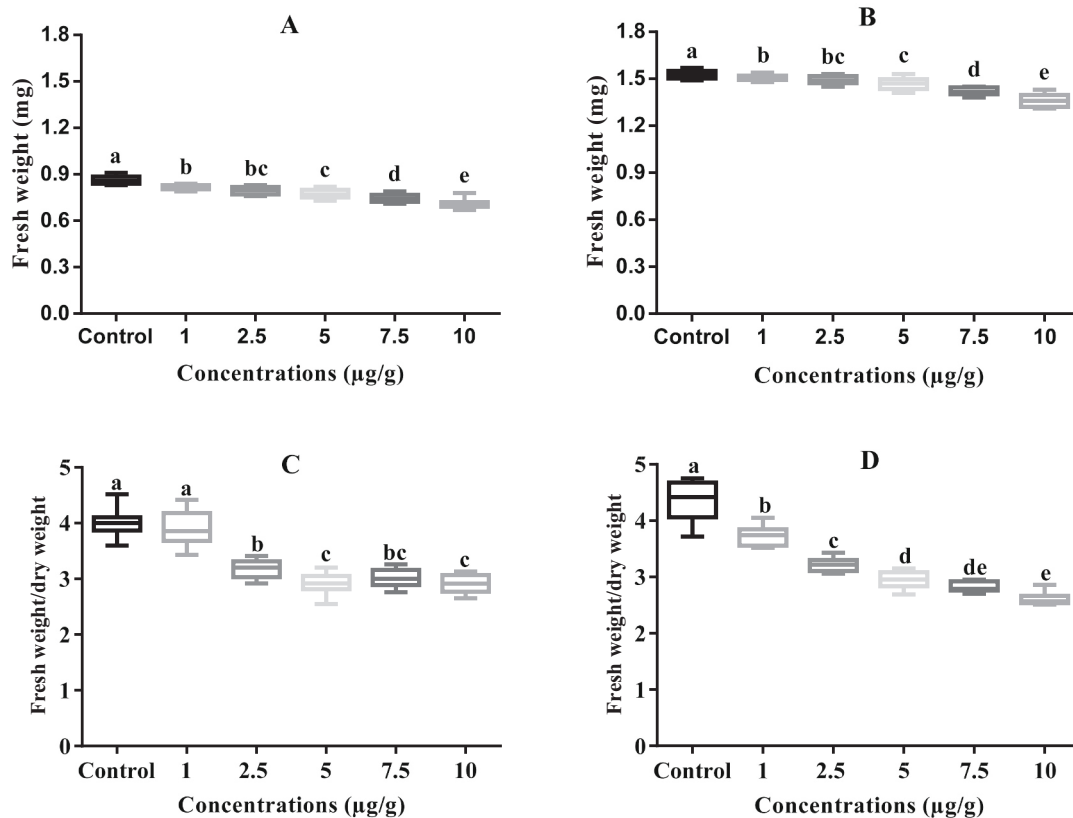 A
Fresh weight (mg)
1.8
1.5
1.2
0.9
0.6
0.3
0.0
a
b
bc
c
d
e
Control 1 2.5 5 7.5 10
Concentrations (µg/g)
B
Fresh weight (mg)
1.8
1.5
1.2
0.9
0.6
0.3
0.0
a
b
bc
c
d
e
Control 1 2.5 5 7.5 10
Concentrations (µg/g)
C
Fresh weight/dry weight
5
4
3
2
1
0
a
a
b
c
bc
c
Control 1 2.5 5 7.5 10
Concentrations (µg/g)
D
Fresh weight/dry weight
5
4
3
2
1
0
a
b
c
d
de
e
Control 1 2.5 5 7.5 10
Concentrations (µg/g)